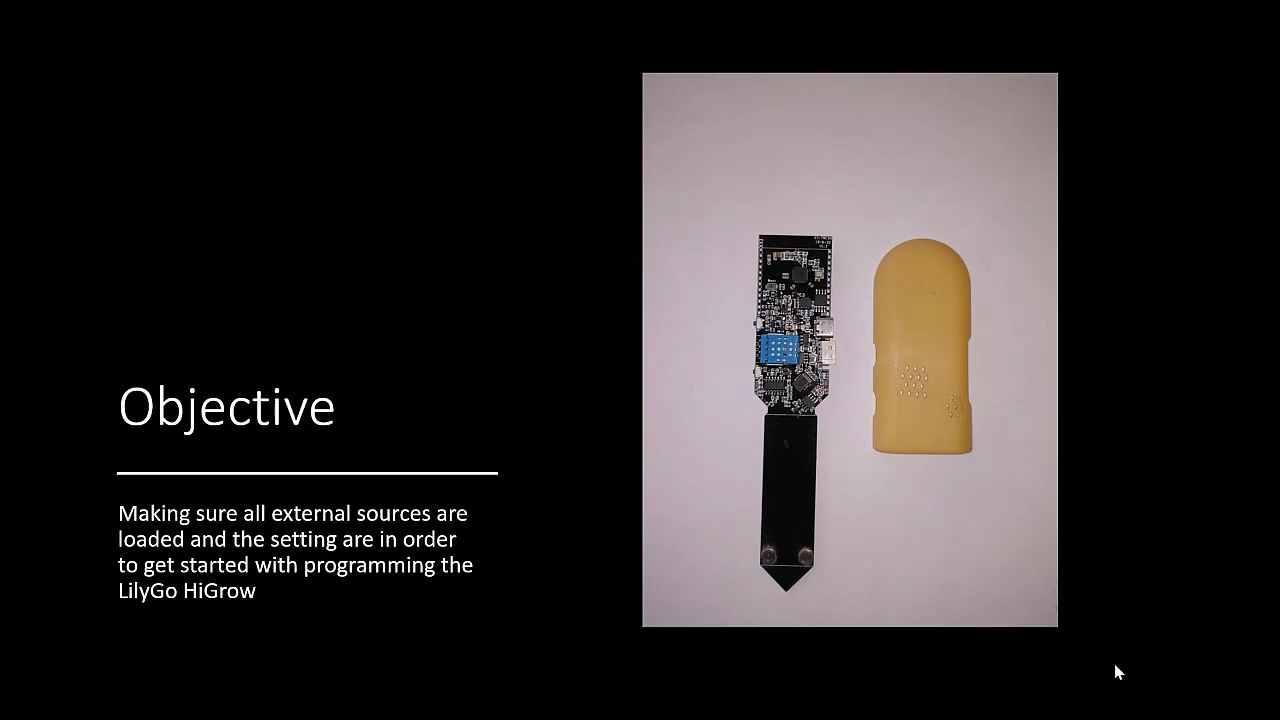 Objective
Making sure all external sources are
loaded and the setting are in order
to get started with programming the
LilyGo HiGrow